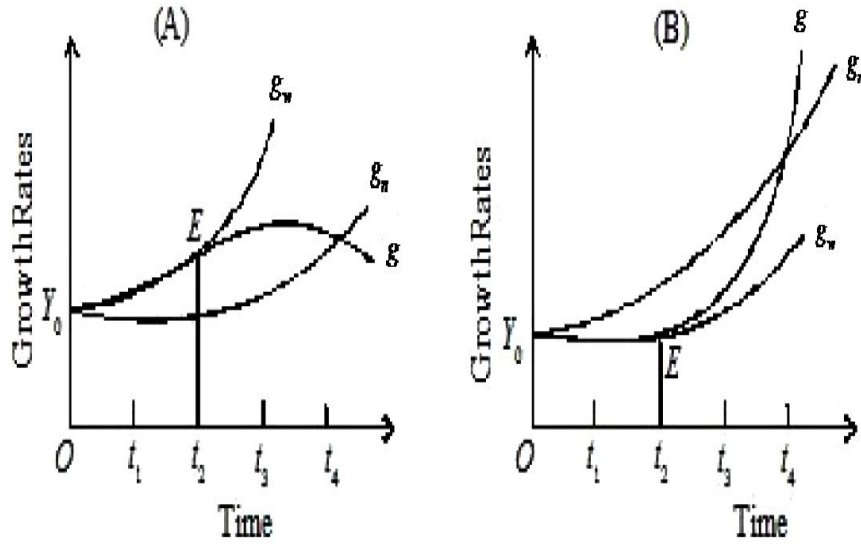 (A)
g_w
g_n
E
g
Growth Rates
Y_0
O t_1 t_2 t_3 t_4
Time
(B)
g
g_n
g_w
E
Growth Rates
Y_0
O t_1 t_2 t_3 t_4
Time